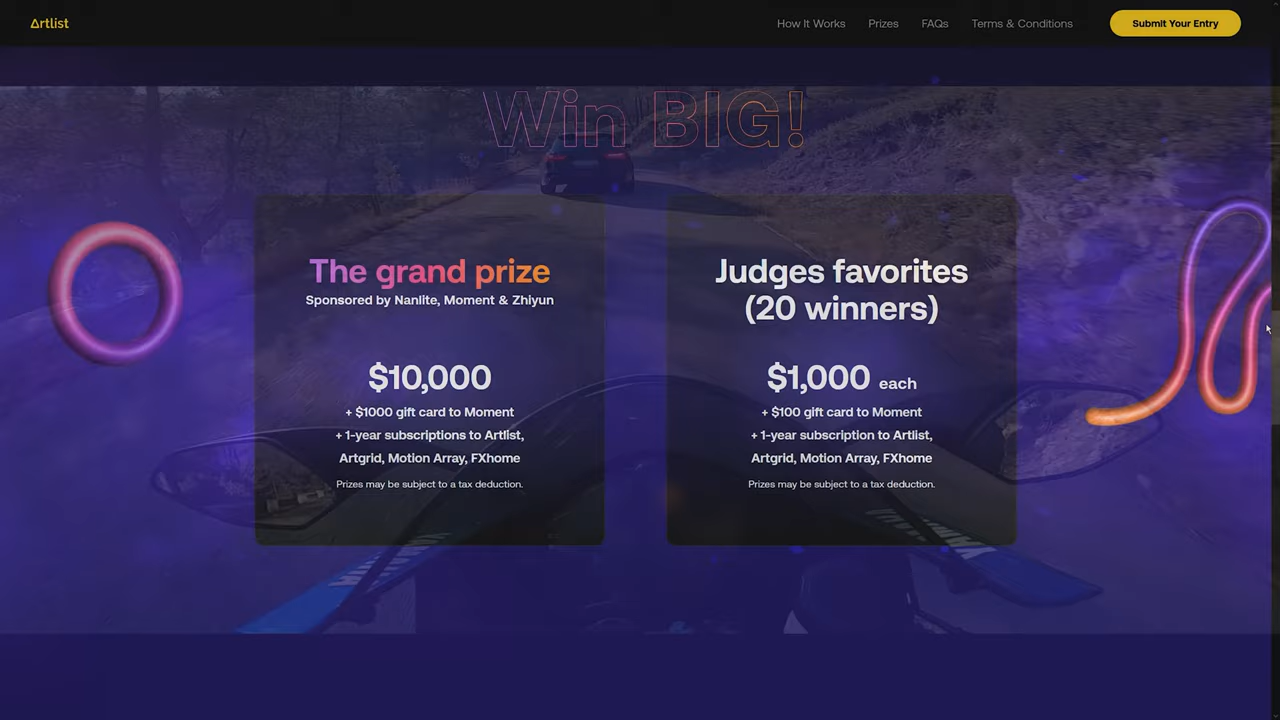 Artlist
How It Works
Prizes
FAQs
Terms & Conditions
Submit Your Entry
Win BIG!
The grand prize
Sponsored by Nanlite, Moment & Zhiyun
$10,000
+ $1000 gift card to Moment
+ 1-year subscriptions to Artlist,
Artgrid, Motion Array, FXhome
Prizes may be subject to a tax deduction.
Judges favorites
(20 winners)
$1,000 each
+ $100 gift card to Moment
+ 1-year subscription to Artlist,
Artgrid, Motion Array, FXhome
Prizes may be subject to a tax deduction.